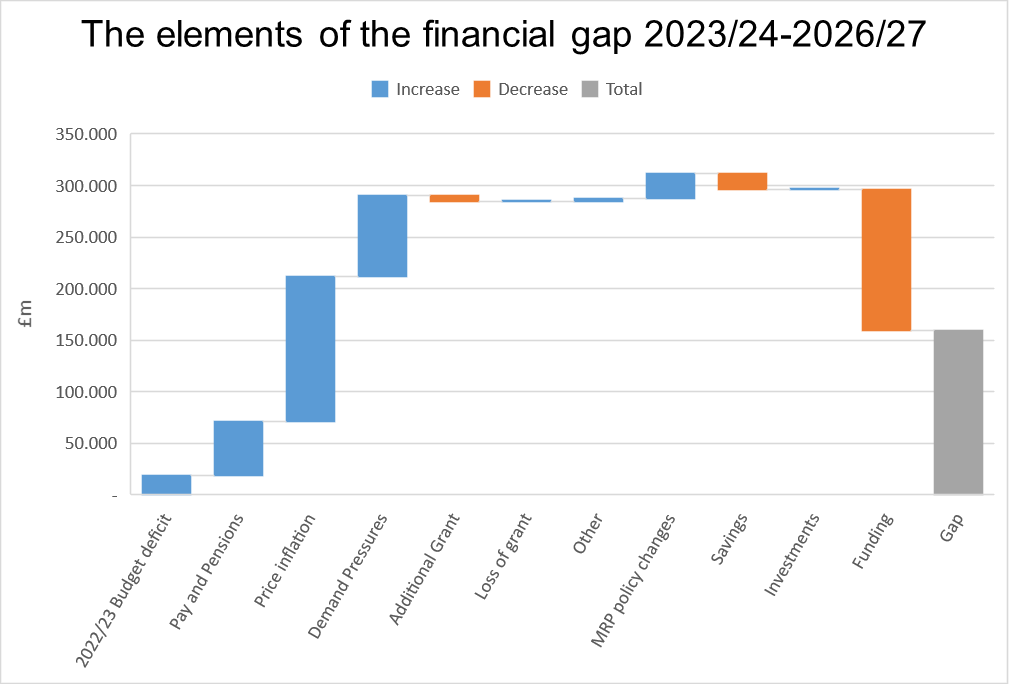 The elements of the financial gap 2023/24-2026/27
Increase Decrease Total
350.000
300.000
250.000
200.000
150.000
100.000
50.000
-
£m
2022/23 Budget deficit
Pay and Pensions
Price inflation
Demand Pressures
Additional Grant
Loss of grant
Other
MRP policy changes
Savings
Investments
Funding
Gap